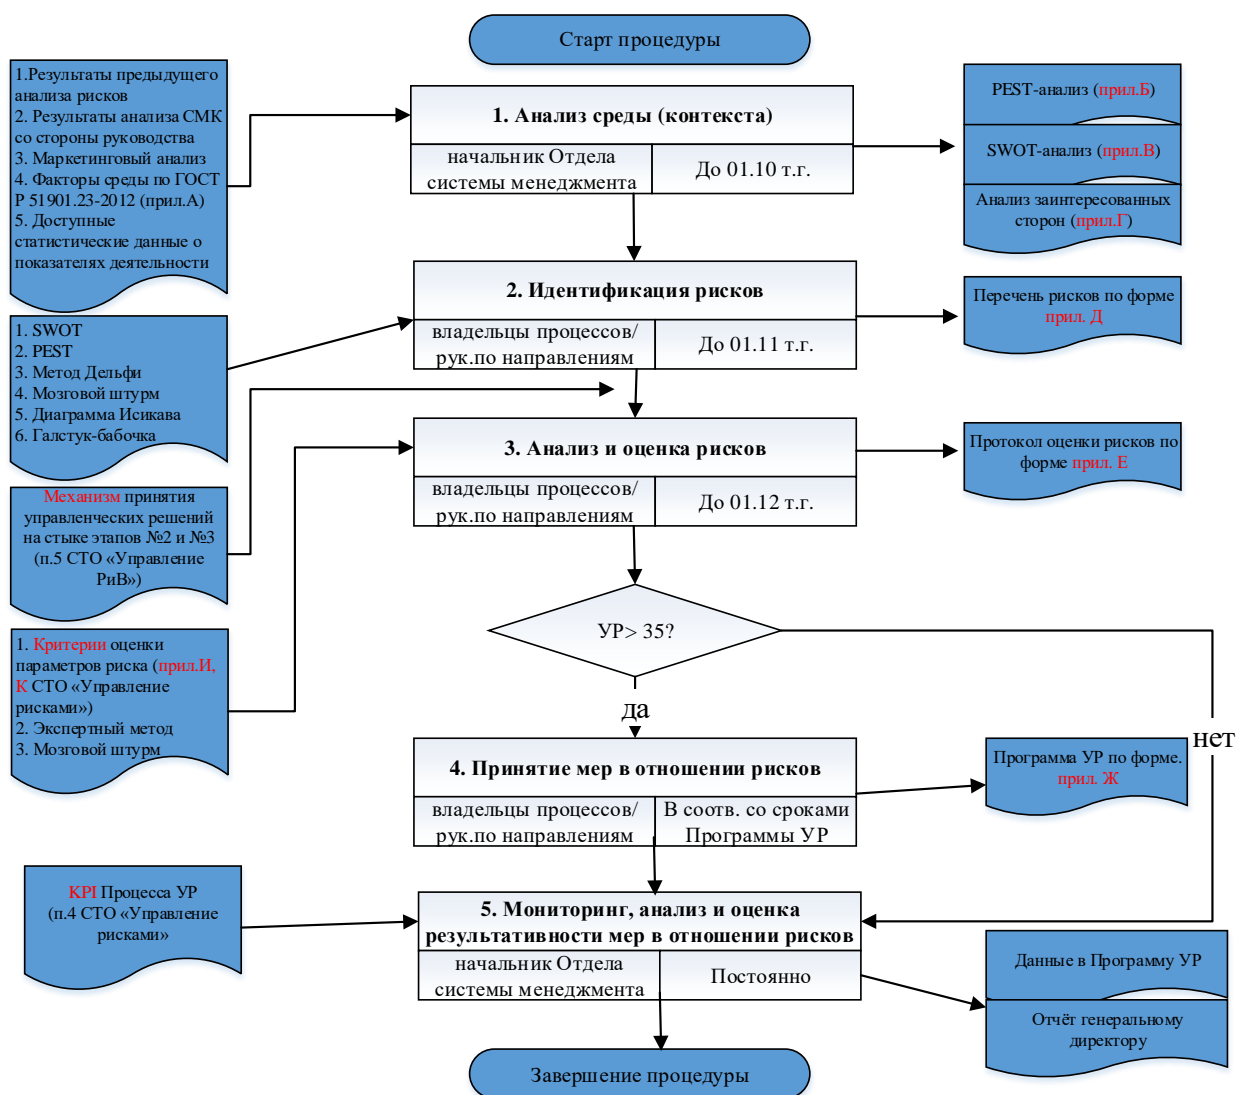 Старт процедуры
1.Результаты предыдущего
анализа рисков
2. Результаты анализа СМК
со стороны руководства
3. Маркетинговый анализ
4. Факторы среды по ГОСТ
Р 51901.23-2012 (прил.А)
5. Доступные
статистические данные о
показателях деятельности
1. Анализ среды (контекста)
начальник Отдела
системы менеджмента
До 01.10 т.г.
PEST-анализ (прил.Б)
SWOT-анализ (прил.В)
Анализ заинтересованных
сторон (прил.Г)
1. SWOT
2. PEST
3. Метод Дельфи
4. Мозговой штурм
5. Диаграмма Исикава
6. Галстук-бабочка
2. Идентификация рисков
владельцы процессов/
рук.по направлениям
До 01.11 т.г.
Перечень рисков по форме
прил. Д
Механизм принятия
управленческих решений
на стыке этапов №2 и №3
(п.5 СТО «Управление
РиВ»)
3. Анализ и оценка рисков
владельцы процессов/
рук.по направлениям
До 01.12 т.г.
Протокол оценки рисков по
форме прил. Е
1. Критерии оценки
параметров риска (прил.И,
К СТО «Управление
рисками»)
2. Экспертный метод
3. Мозговой штурм
УР> 35?
да
нет
4. Принятие мер в отношении рисков
владельцы процессов/
рук.по направлениям
В соотв. со сроками
Программы УР
Программа УР по форме.
прил. Ж
KPI Процесса УР
(п.4 СТО «Управление
рисками»
5. Мониторинг, анализ и оценка
результативности мер в отношении рисков
начальник Отдела
системы менеджмента
Постоянно
Данные в Программу УР
Отчёт генеральному
директору
Завершение процедуры